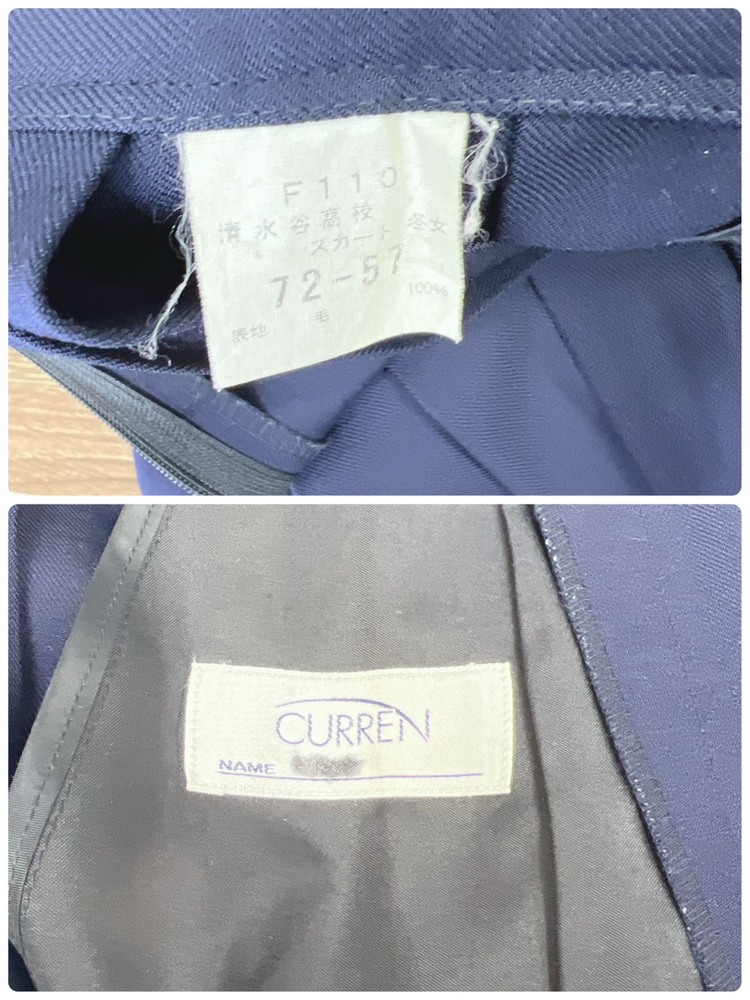 F110
清水谷高校 冬女
スカート
72-57
表地 毛 100%
CURREN
NAME